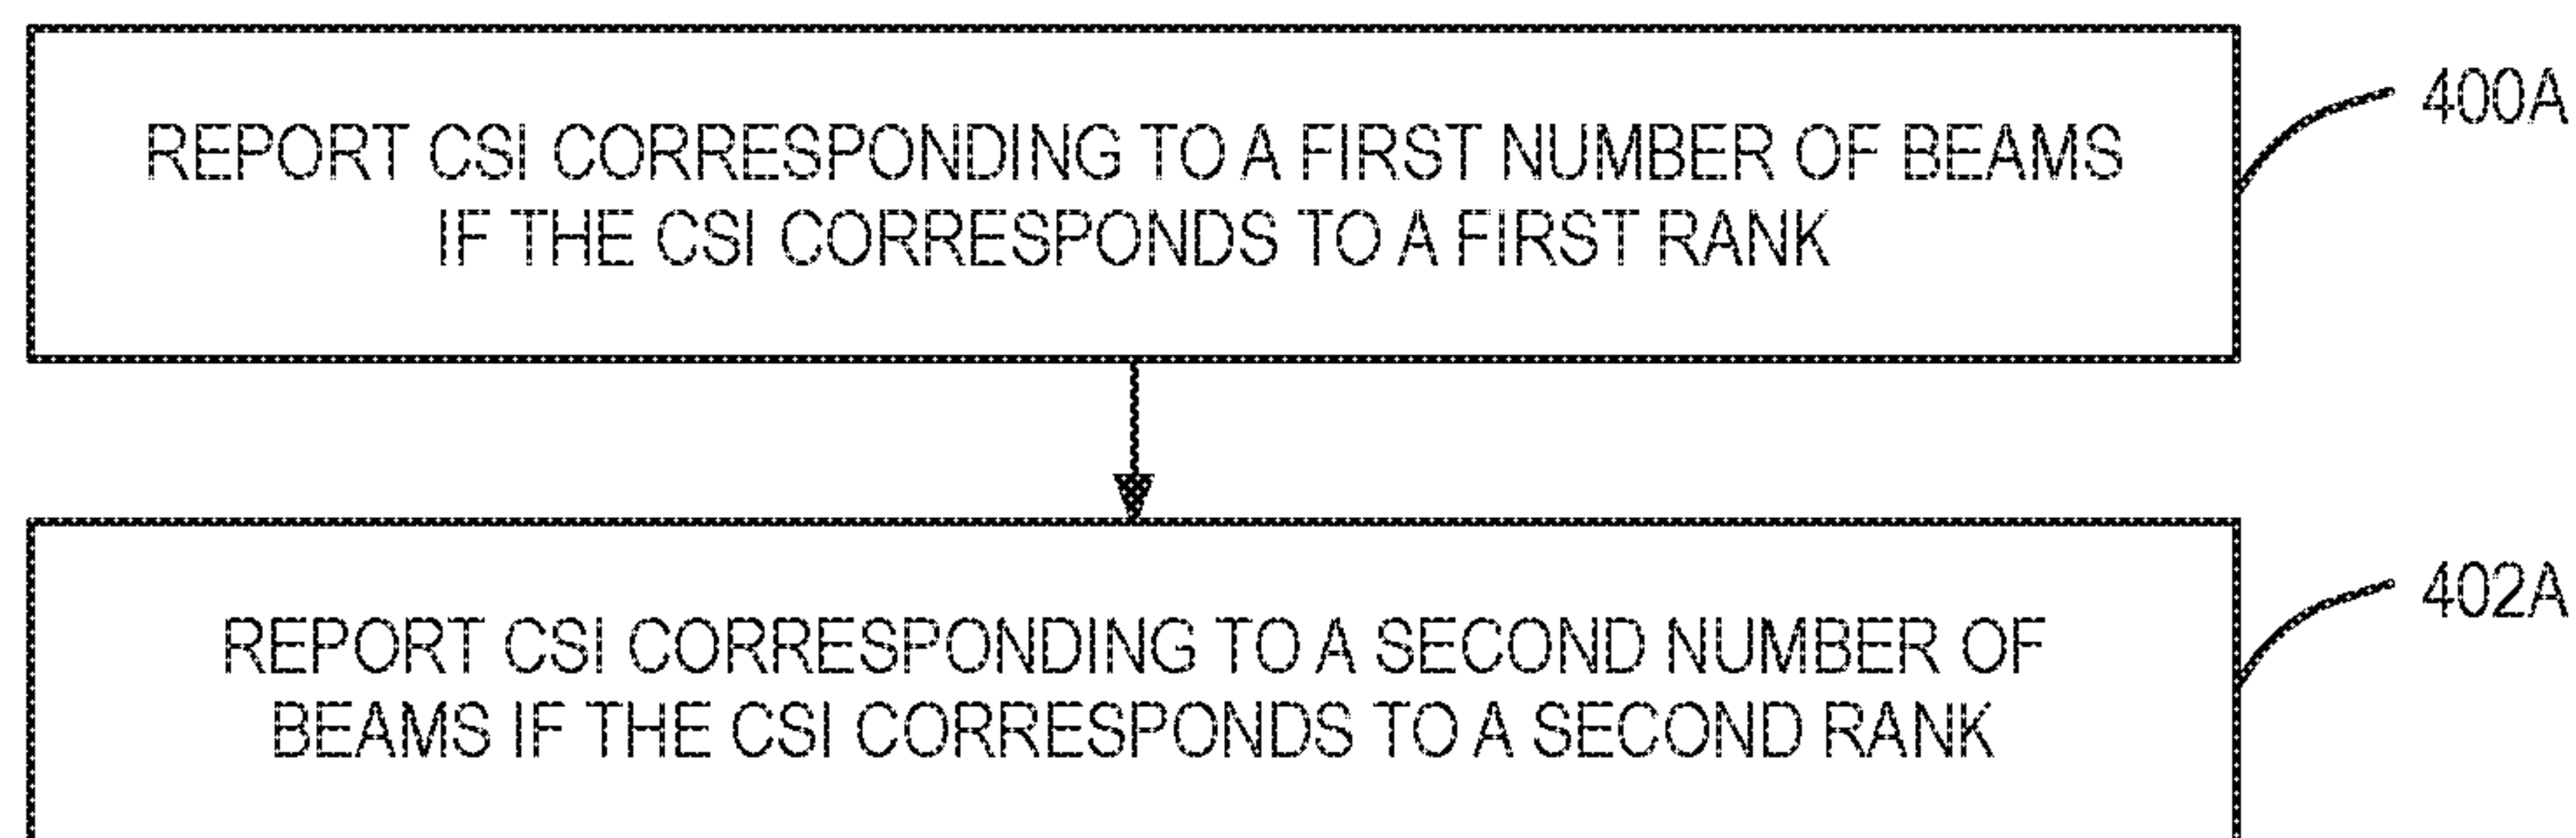 REPORT CSI CORRESPONDING TO A FIRST NUMBER OF BEAMS
IF THE CSI CORRESPONDS TO A FIRST RANK
400A
REPORT CSI CORRESPONDING TO A SECOND NUMBER OF
BEAMS IF THE CSI CORRESPONDS TO A SECOND RANK
402A